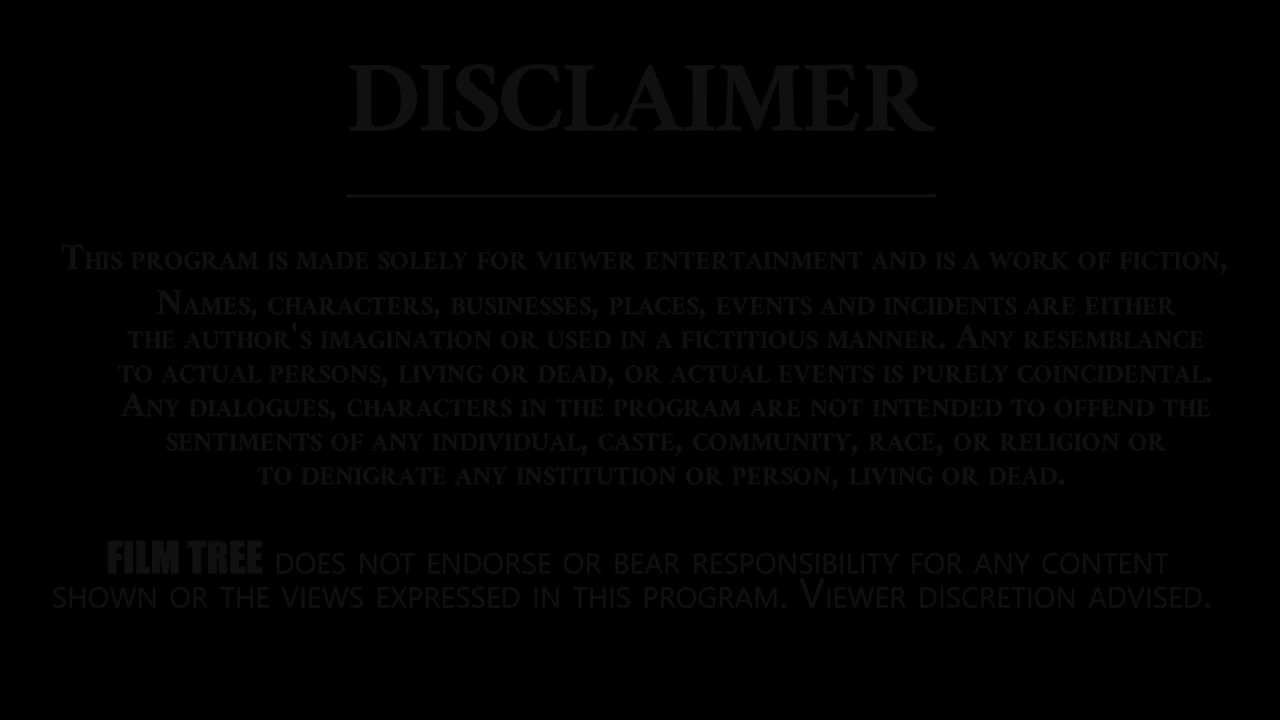 DISCLAIMER
This program is made solely for viewer entertainment and is a work of fiction,
Names, characters, businesses, places, events and incidents are either
the author's imagination or used in a fictitious manner. Any resemblance
to actual persons, living or dead, or actual events is purely coincidental.
Any dialogues, characters in the program are not intended to offend the
sentiments of any individual, caste, community, race, or religion or
to denigrate any institution or person, living or dead.
FILM TREE does not endorse or bear responsibility for any content
shown or the views expressed in this program. Viewer discretion advised.